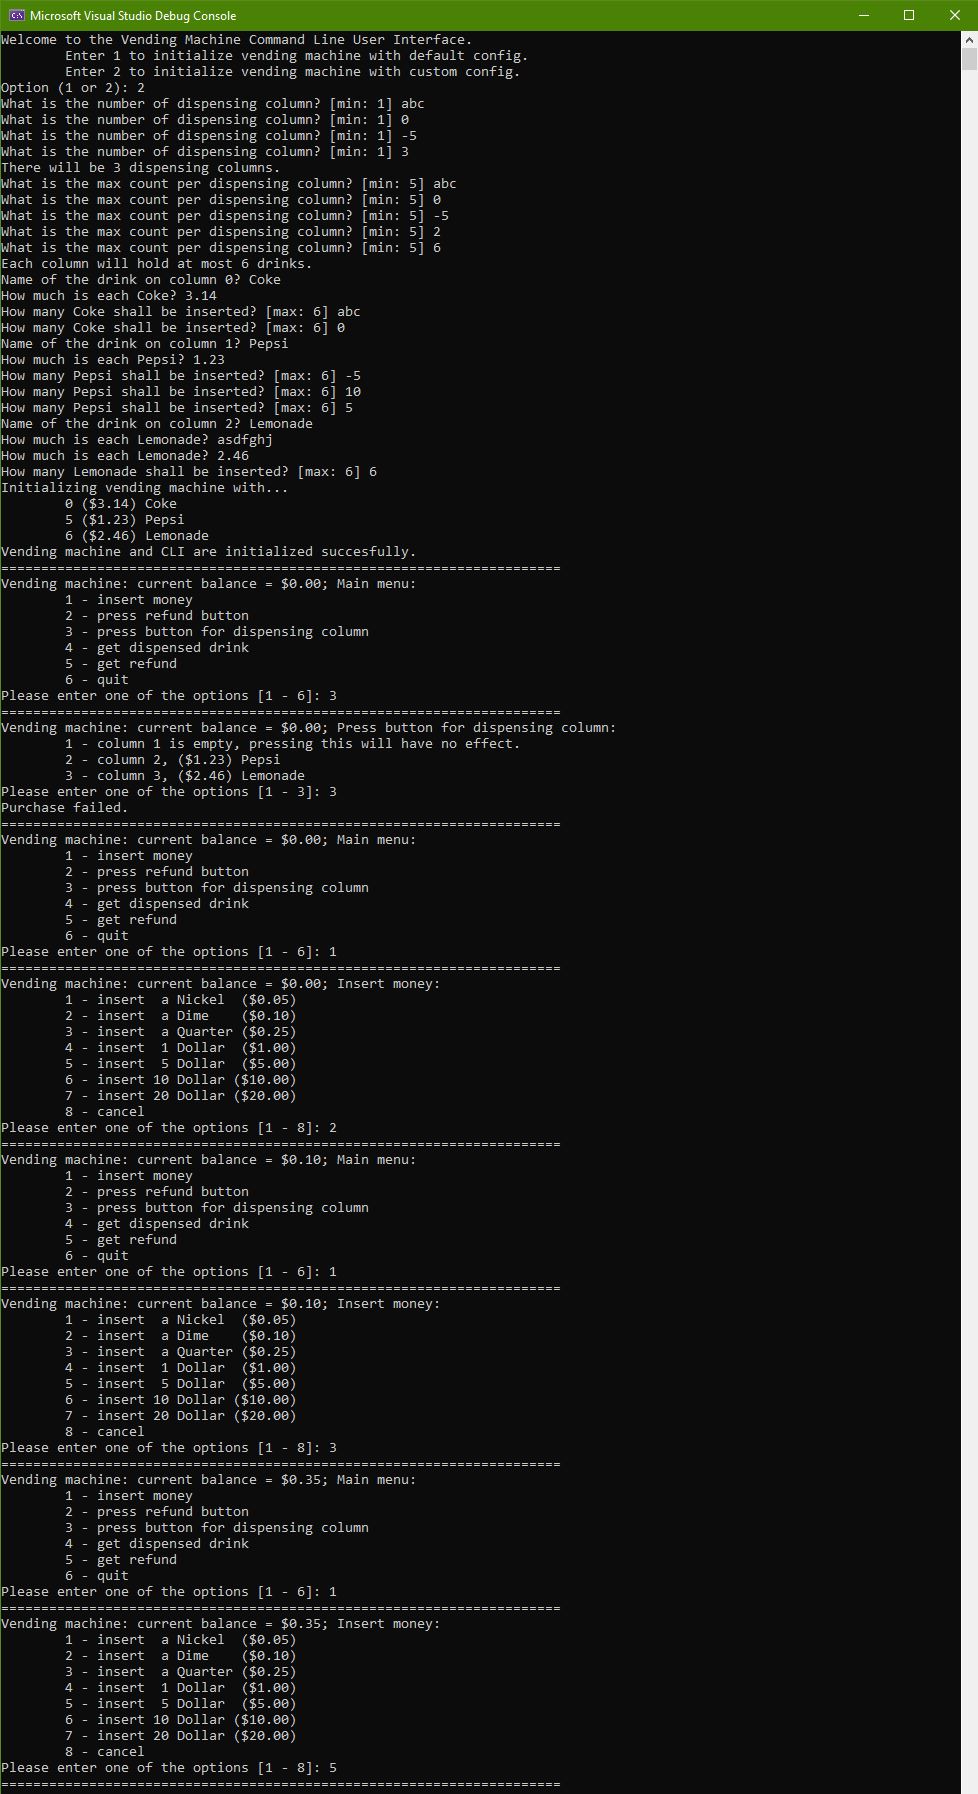 Microsoft Visual Studio Debug Console
Welcome to the Vending Machine Command Line User Interface.
Enter 1 to initialize vending machine with default config.
Enter 2 to initialize vending machine with custom config.
Option (1 or 2): 2
What is the number of dispensing column? [min: 1] abc
What is the number of dispensing column? [min: 1] 0
What is the number of dispensing column? [min: 1] -5
What is the number of dispensing column? [min: 1] 3
There will be 3 dispensing columns.
What is the max count per dispensing column? [min: 5] abc
What is the max count per dispensing column? [min: 5] 0
What is the max count per dispensing column? [min: 5] -5
What is the max count per dispensing column? [min: 5] 2
What is the max count per dispensing column? [min: 5] 6
Each column will hold at most 6 drinks.
Name of the drink on column 0? Coke
How much is each Coke? 3.14
How many Coke shall be inserted? [max: 6] abc
How many Coke shall be inserted? [max: 6] 0
Name of the drink on column 1? Pepsi
How much is each Pepsi? 1.23
How many Pepsi shall be inserted? [max: 6] -5
How many Pepsi shall be inserted? [max: 6] 10
How many Pepsi shall be inserted? [max: 6] 5
Name of the drink on column 2? Lemonade
How much is each Lemonade? asdfghj
How much is each Lemonade? 2.46
How many Lemonade shall be inserted? [max: 6] 6
Initializing vending machine with...
0 ($3.14) Coke
5 ($1.23) Pepsi
6 ($2.46) Lemonade
Vending machine and CLI are initialized succesfully.
======================================================================
Vending machine: current balance = $0.00; Main menu:
1 - insert money
2 - press refund button
3 - press button for dispensing column
4 - get dispensed drink
5 - get refund
6 - quit
Please enter one of the options [1 - 6]: 3
======================================================================
Vending machine: current balance = $0.00; Press button for dispensing column:
1 - column 1 is empty, pressing this will have no effect.
2 - column 2, ($1.23) Pepsi
3 - column 3, ($2.46) Lemonade
Please enter one of the options [1 - 3]: 3
Purchase failed.
======================================================================
Vending machine: current balance = $0.00; Main menu:
1 - insert money
2 - press refund button
3 - press button for dispensing column
4 - get dispensed drink
5 - get refund
6 - quit
Please enter one of the options [1 - 6]: 1
======================================================================
Vending machine: current balance = $0.00; Insert money:
1 - insert  a Nickel  ($0.05)
2 - insert  a Dime    ($0.10)
3 - insert  a Quarter ($0.25)
4 - insert  1 Dollar  ($1.00)
5 - insert  5 Dollar  ($5.00)
6 - insert 10 Dollar ($10.00)
7 - insert 20 Dollar ($20.00)
8 - cancel
Please enter one of the options [1 - 8]: 2
======================================================================
Vending machine: current balance = $0.10; Main menu:
1 - insert money
2 - press refund button
3 - press button for dispensing column
4 - get dispensed drink
5 - get refund
6 - quit
Please enter one of the options [1 - 6]: 1
======================================================================
Vending machine: current balance = $0.10; Insert money:
1 - insert  a Nickel  ($0.05)
2 - insert  a Dime    ($0.10)
3 - insert  a Quarter ($0.25)
4 - insert  1 Dollar  ($1.00)
5 - insert  5 Dollar  ($5.00)
6 - insert 10 Dollar ($10.00)
7 - insert 20 Dollar ($20.00)
8 - cancel
Please enter one of the options [1 - 8]: 3
======================================================================
Vending machine: current balance = $0.35; Main menu:
1 - insert money
2 - press refund button
3 - press button for dispensing column
4 - get dispensed drink
5 - get refund
6 - quit
Please enter one of the options [1 - 6]: 1
======================================================================
Vending machine: current balance = $0.35; Insert money:
1 - insert  a Nickel  ($0.05)
2 - insert  a Dime    ($0.10)
3 - insert  a Quarter ($0.25)
4 - insert  1 Dollar  ($1.00)
5 - insert  5 Dollar  ($5.00)
6 - insert 10 Dollar ($10.00)
7 - insert 20 Dollar ($20.00)
8 - cancel
Please enter one of the options [1 - 8]: 5
======================================================================